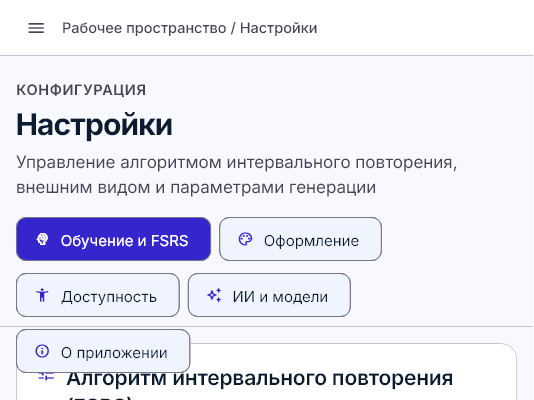 Рабочее пространство / Настройки
КОНФИГУРАЦИЯ
Настройки
Управление алгоритмом интервального повторения,
внешним видом и параметрами генерации
Обучение и FSRS
Оформление
Доступность
ИИ и модели
О приложении
Алгоритм интервального повторения